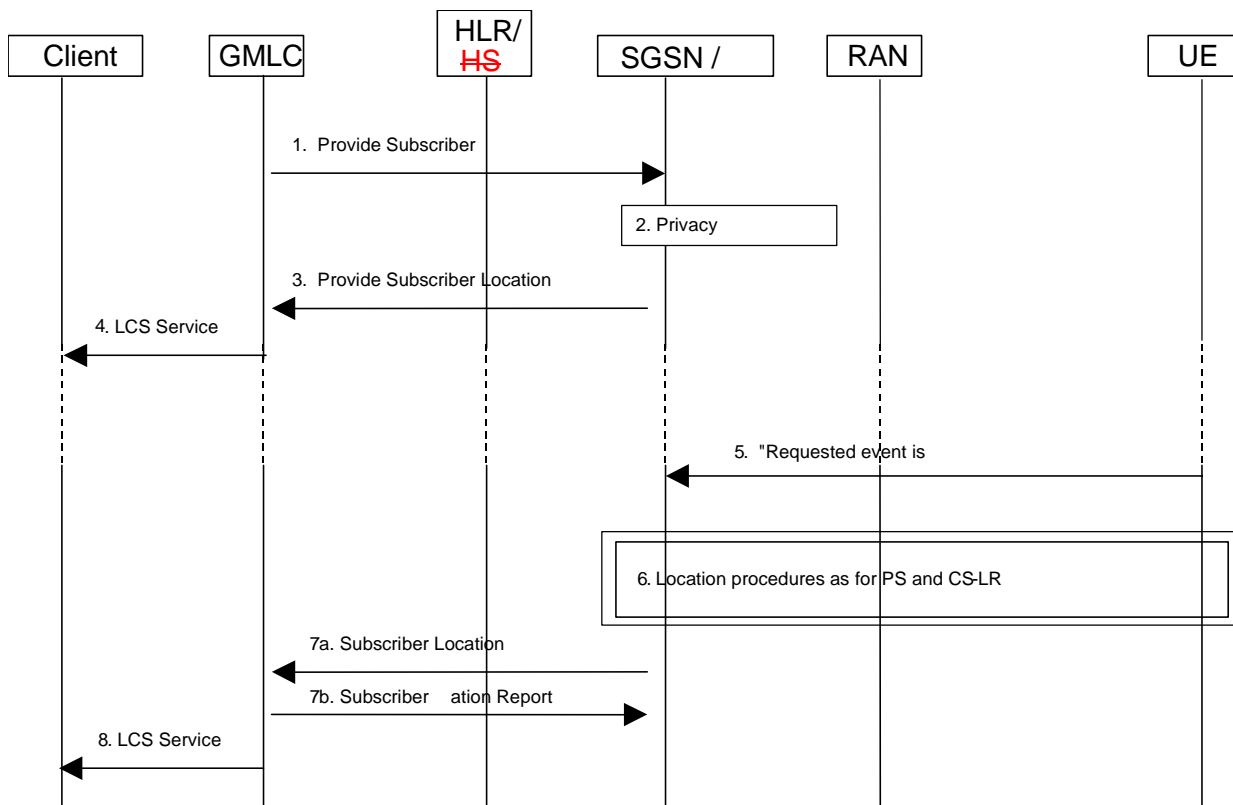 Client
GMLC
HLR/
HS
SGSN /
RAN
UE
1. Provide Subscriber
2. Privacy
3. Provide Subscriber Location
4. LCS Service
5. "Requested event is
6. Location procedures as for PS and CS-LR
7a. Subscriber Location
7b. Subscriber ation Report
8. LCS Service